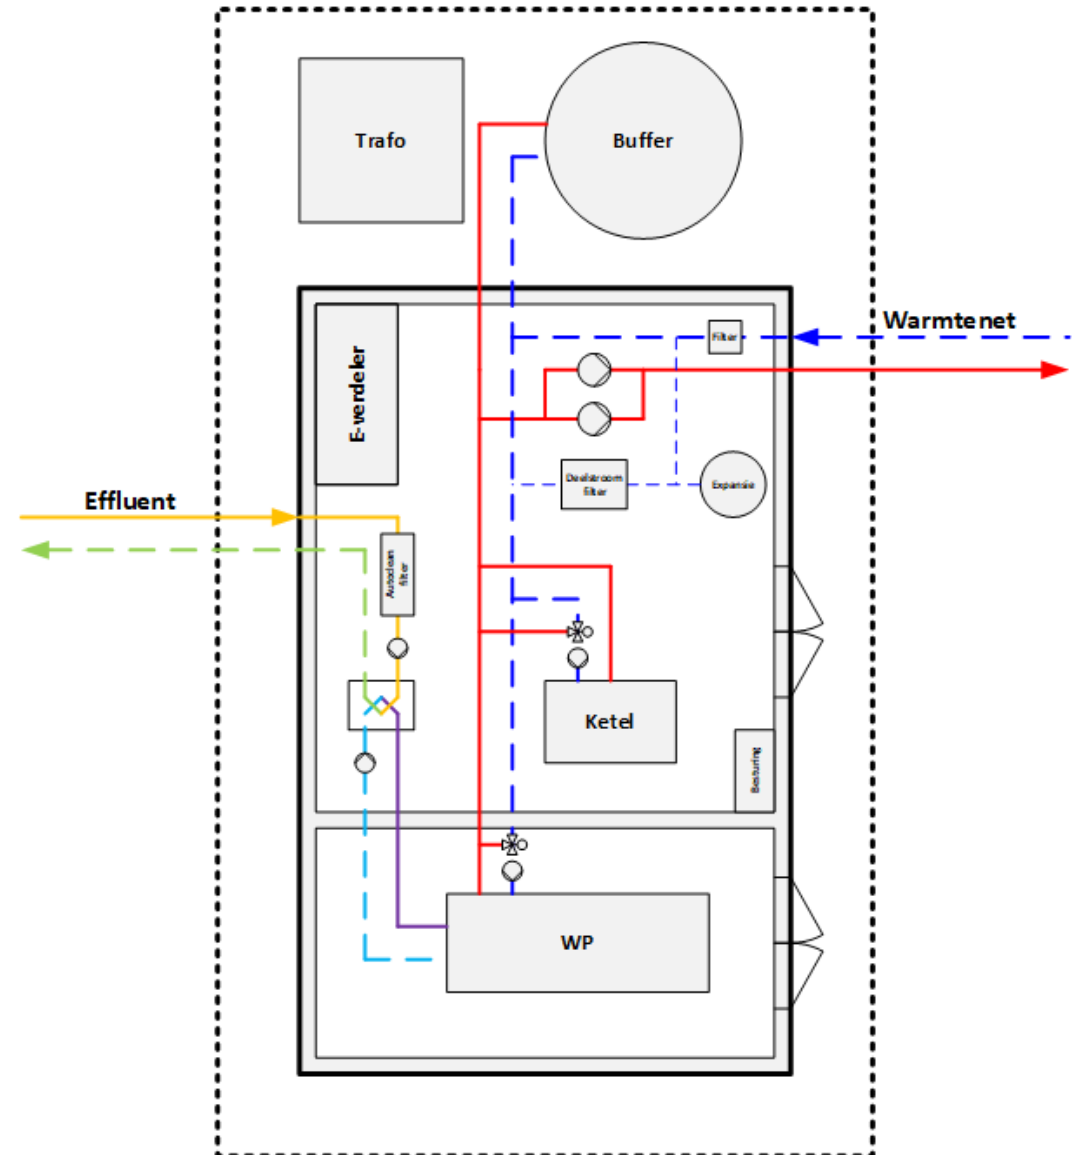 Trafo
Buffer
Warmtenet
Filter
E-verdeler
Deelstroom
filter
Expansie
Effluent
Autoclean
filter
Ketel
Besturing
WP